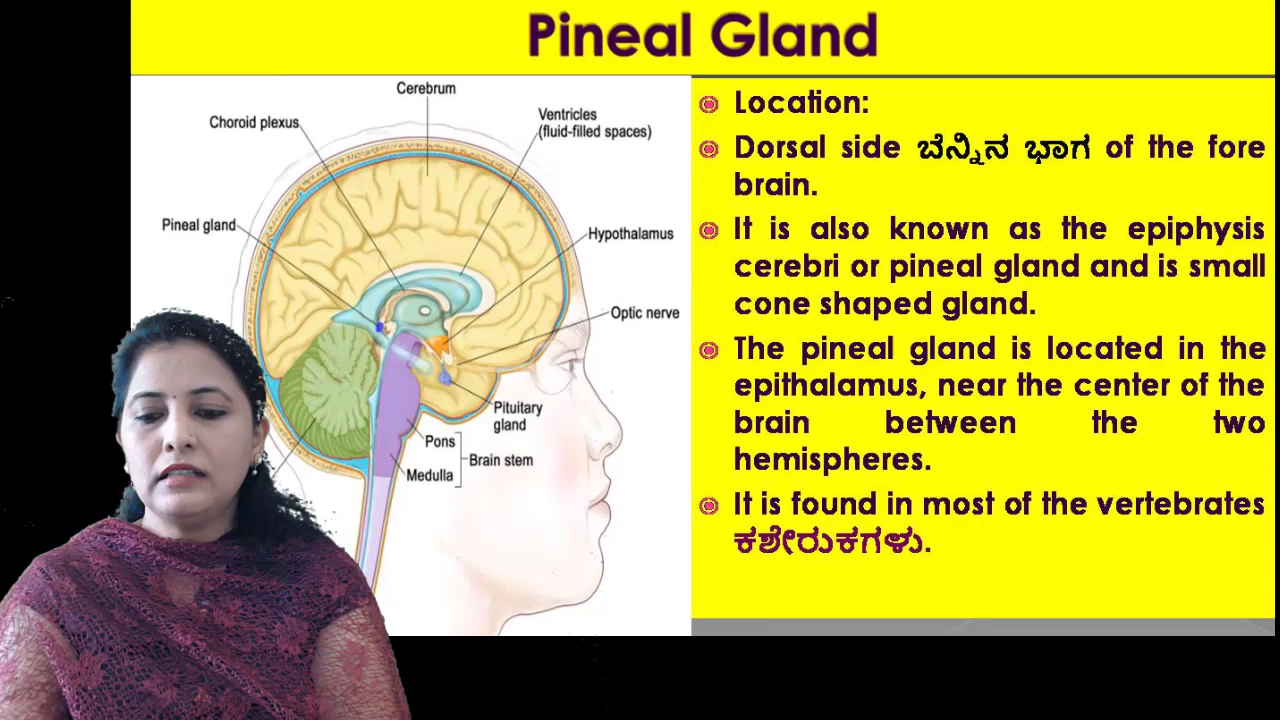 Pineal Gland
Cerebrum
Choroid plexus
Ventricles
(fluid-filled spaces)
Pineal gland
Hypothalamus
Optic nerve
Pituitary
gland
Pons
Brain stem
Medulla
Location:
Dorsal side ಬೆನ್ನಿನ ಭಾಗ of the fore
brain.
It is also known as the epiphysis
cerebri or pineal gland and is small
cone shaped gland.
The pineal gland is located in the
epithalamus, near the center of the
brain between the two
hemispheres.
It is found in most of the vertebrates
ಕಶೇರುಕಗಳು.